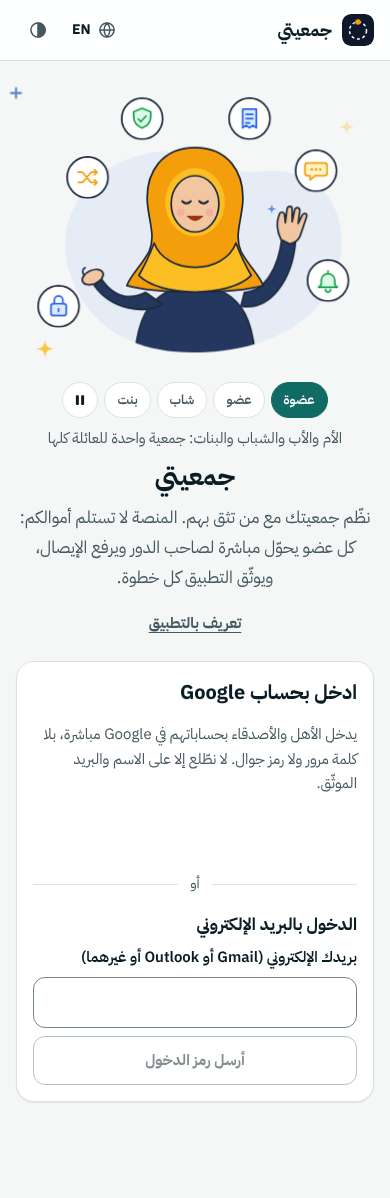 جمعيتي
EN
عضوة
عضو
شاب
بنت
الأم والأب والشباب والبنات: جمعية واحدة للعائلة كلها
جمعيتي
نظّم جمعيتك مع من تثق بهم. المنصة لا تستلم أموالكم:
كل عضو يحوّل مباشرة لصاحب الدور ويرفع الإيصال،
ويوثّق التطبيق كل خطوة.
تعريف بالتطبيق
ادخل بحساب Google
يدخل الأهل والأصدقاء بحساباتهم في Google مباشرة، بلا
كلمة مرور ولا رمز جوال. لا نطّلع إلا على الاسم والبريد
الموثّق.
أو
الدخول بالبريد الإلكتروني
بريدك الإلكتروني (Gmail أو Outlook أو غيرهما)
أرسل رمز الدخول